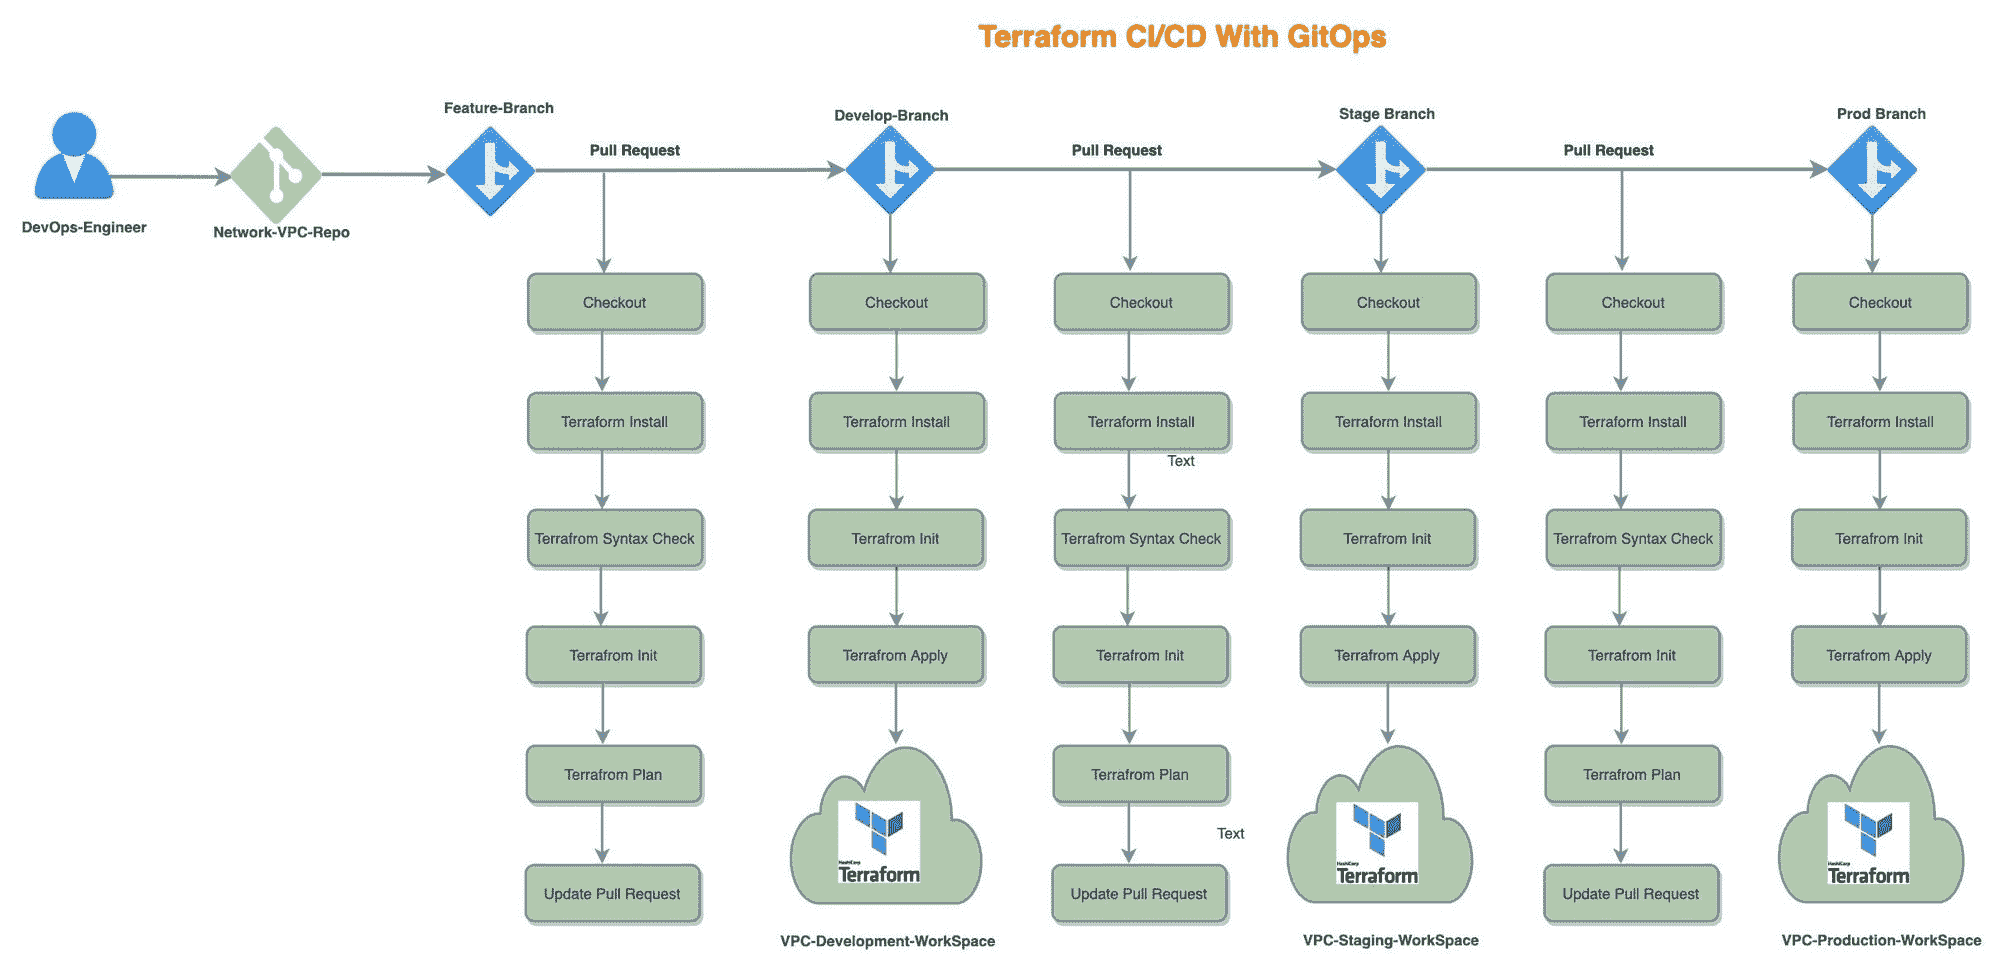 Terraform CI/CD With GitOps
Feature-Branch
Develop-Branch
Stage Branch
Prod Branch
Pull Request
Pull Request
Pull Request
DevOps-Engineer
Network-VPC-Repo
Checkout
Checkout
Checkout
Checkout
Checkout
Checkout
Terraform Install
Terraform Install
Terraform Install
Terraform Install
Terraform Install
Terraform Install
Text
Terrafrom Syntax Check
Terrafrom Init
Terrafrom Syntax Check
Terrafrom Init
Terrafrom Syntax Check
Terrafrom Init
Terrafrom Init
Terrafrom Apply
Terrafrom Init
Terrafrom Apply
Terrafrom Init
Terrafrom Apply
Terrafrom Plan
Terrafrom Plan
Terrafrom Plan
Text
HashiCorp
Terraform
HashiCorp
Terraform
HashiCorp
Terraform
Update Pull Request
Update Pull Request
Update Pull Request
VPC-Development-WorkSpace
VPC-Staging-WorkSpace
VPC-Production-WorkSpace